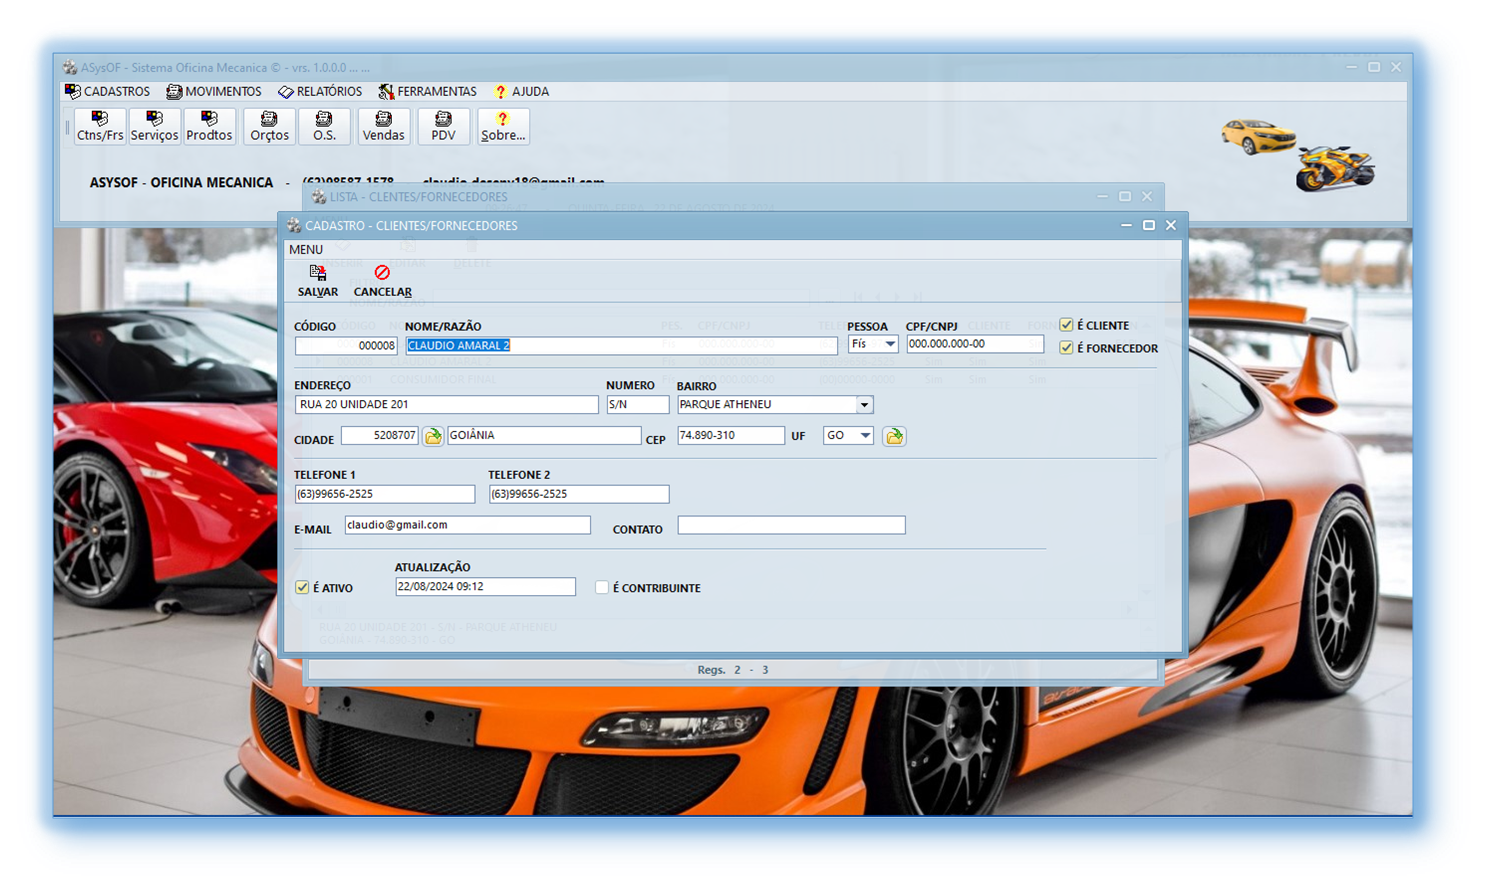 ASysOF - Sistema Oficina Mecanica © - vrs. 1.0.0.0 ... ...
CADASTROS MOVIMENTOS RELATÓRIOS FERRAMENTAS ? AJUDA
Ctns/Frs Serviços Prodtos Orçtos O.S. Vendas PDV Sobre...
ASYSOF - OFICINA MECANICA - (62)98587-1578 claudio.desony18@gmail.com
LISTA - CLENTES/FORNECEDORES
CADASTRO - CLIENTES/FORNECEDORES
MENU
SALVAR CANCELAR
CÓDIGO NOME/RAZÃO PESSOA CPF/CNPJ É CLIENTE
000008 CLAUDIO AMARAL 2 Fís 000.000.000-00 É FORNECEDOR
CONSUMIDOR FINAL
ENDEREÇO NUMERO BAIRRO
RUA 20 UNIDADE 201 S/N PARQUE ATHENEU
CIDADE 5208707 GOIÂNIA CEP 74.890-310 UF GO
TELEFONE 1 TELEFONE 2
(63)99656-2525 (63)99656-2525
E-MAIL claudio@gmail.com CONTATO
ATUALIZAÇÃO
É ATIVO 22/08/2024 09:12 É CONTRIBUINTE
RUA 20 UNIDADE 201 - S/N - PARQUE ATHENEU
GOIÂNIA - 74.890-310 - GO
Regs. 2 - 3